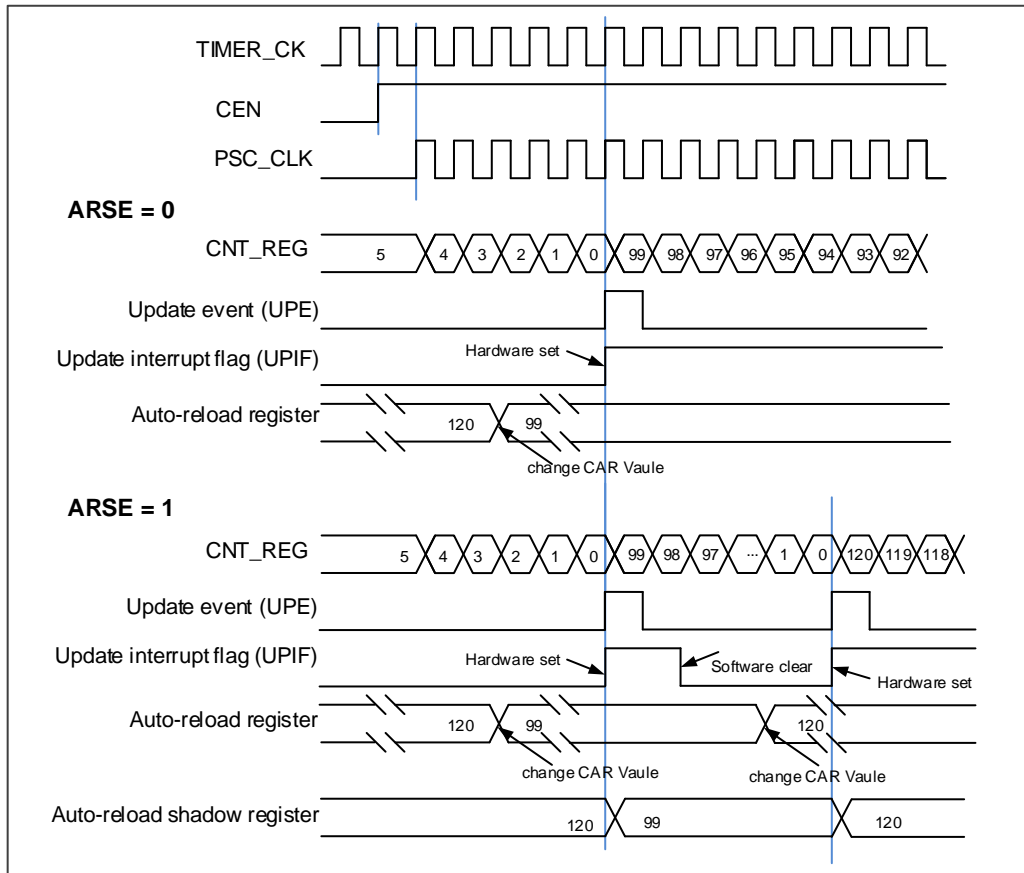 TIMER_CK
CEN
PSC_CLK
ARSE = 0
CNT_REG 5 4 3 2 1 0 99 98 97 96 95 94 93 92
Update event (UPE)
Update interrupt flag (UPIF) Hardware set
Auto-reload register 120 99
change CAR Vaule
ARSE = 1
CNT_REG 5 4 3 2 1 0 99 98 97 ... 1 0 120 119 118
Update event (UPE)
Update interrupt flag (UPIF) Hardware set Software clear Hardware set
Auto-reload register 120 99 120
change CAR Vaule change CAR Vaule
Auto-reload shadow register 120 99 120